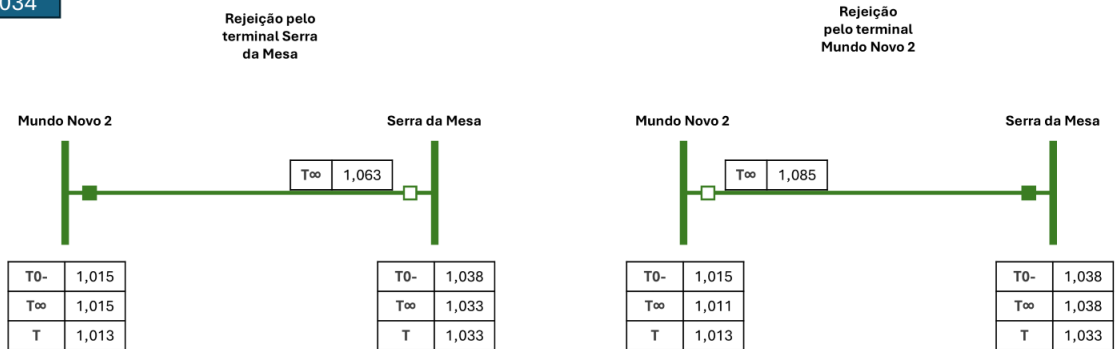 034
Rejeição pelo
terminal Serra
da Mesa
Mundo Novo 2
Serra da Mesa
T∞ 1,063
T0- 1,015
T∞ 1,015
T 1,013
T0- 1,038
T∞ 1,033
T 1,033
Rejeição
pelo terminal
Mundo Novo 2
Mundo Novo 2
Serra da Mesa
T∞ 1,085
T0- 1,015
T∞ 1,011
T 1,013
T0- 1,038
T∞ 1,038
T 1,033